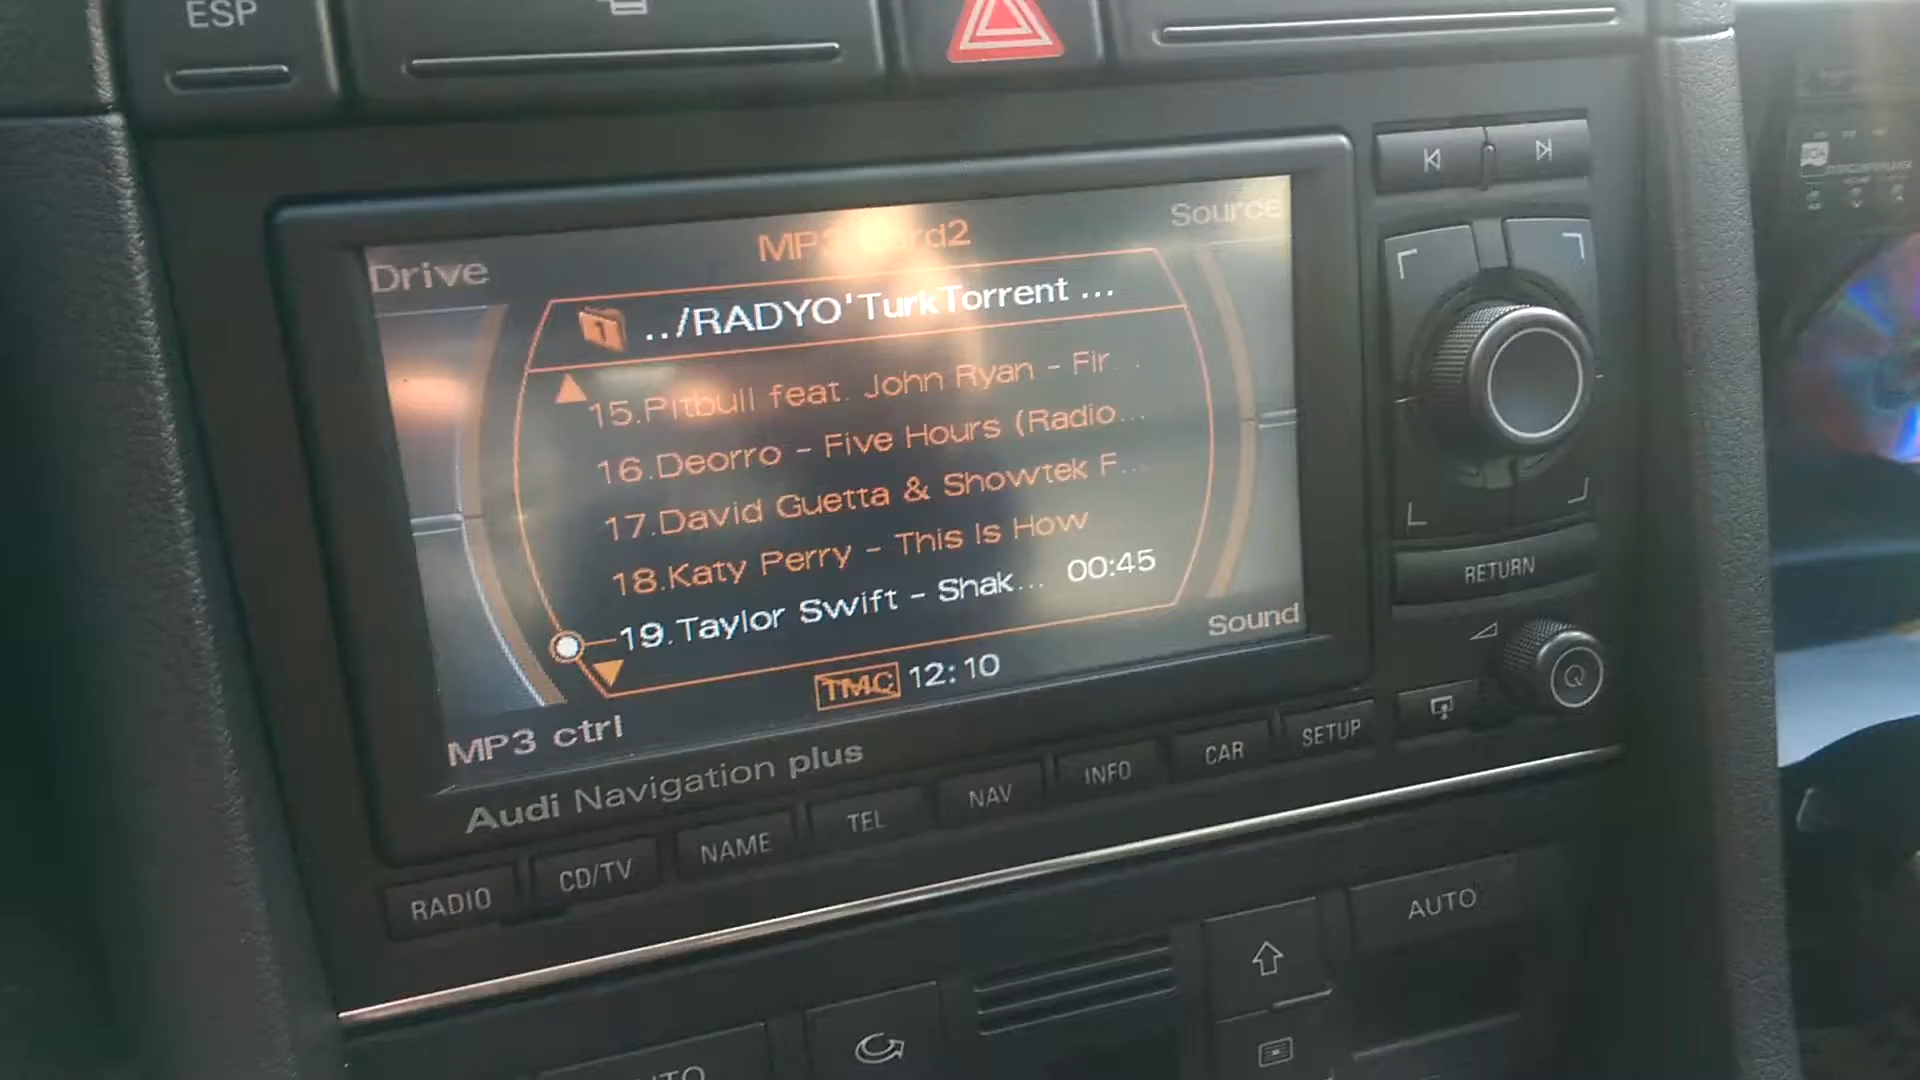 ESP
Source
MP3
Drive
../RADYO'TurkTorrent ...
1
15.Pitbull feat. John Ryan - Fir...
16.Deorro - Five Hours (Radio...
17.David Guetta & Showtek F...
18.Katy Perry - This Is How
19.Taylor Swift - Shak... 00:45
Sound
TMC 12:10
MP3 ctrl
Audi Navigation plus
RETURN
RADIO
CD/TV
NAME
TEL
NAV
INFO
CAR
SETUP
AUTO